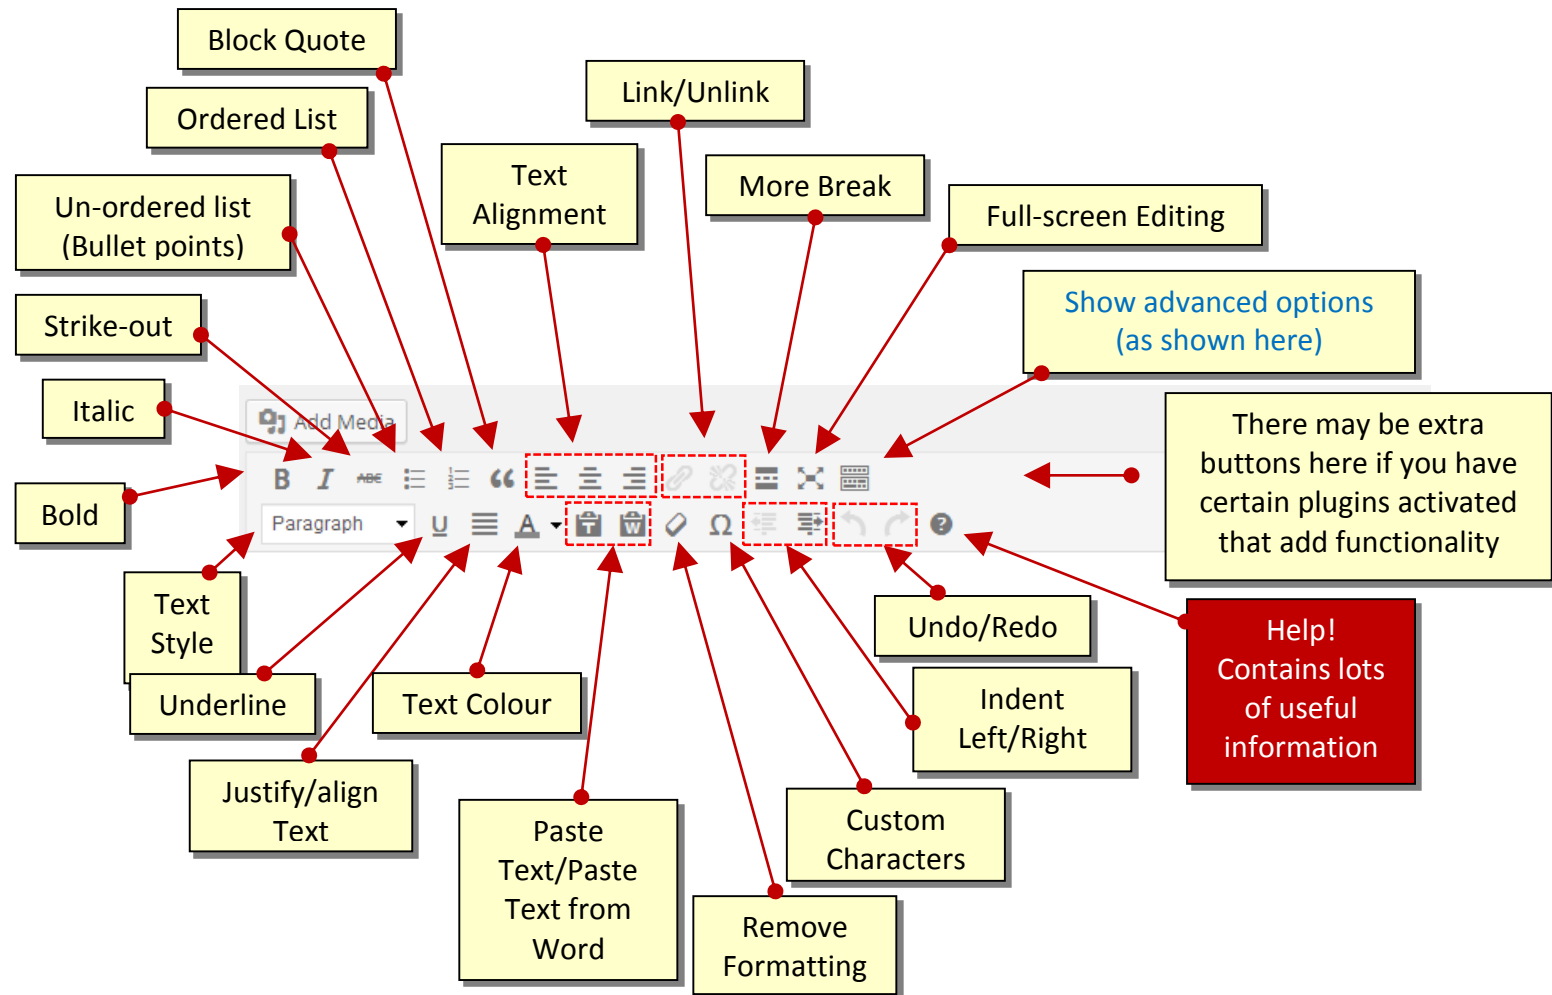 Block Quote
Ordered List
Link/Unlink
Text
Alignment
More Break
Un-ordered list
(Bullet points)
Full-screen Editing
Strike-out
Show advanced options
(as shown here)
Italic
Add Media
There may be extra
buttons here if you have
certain plugins activated
that add functionality
B I ABC
Bold
Paragraph
U A T W Ω ?
Text
Style
Underline
Text Colour
Undo/Redo
Help!
Contains lots
of useful
information
Indent
Left/Right
Justify/align
Text
Paste
Text/Paste
Text from
Word
Custom
Characters
Remove
Formatting